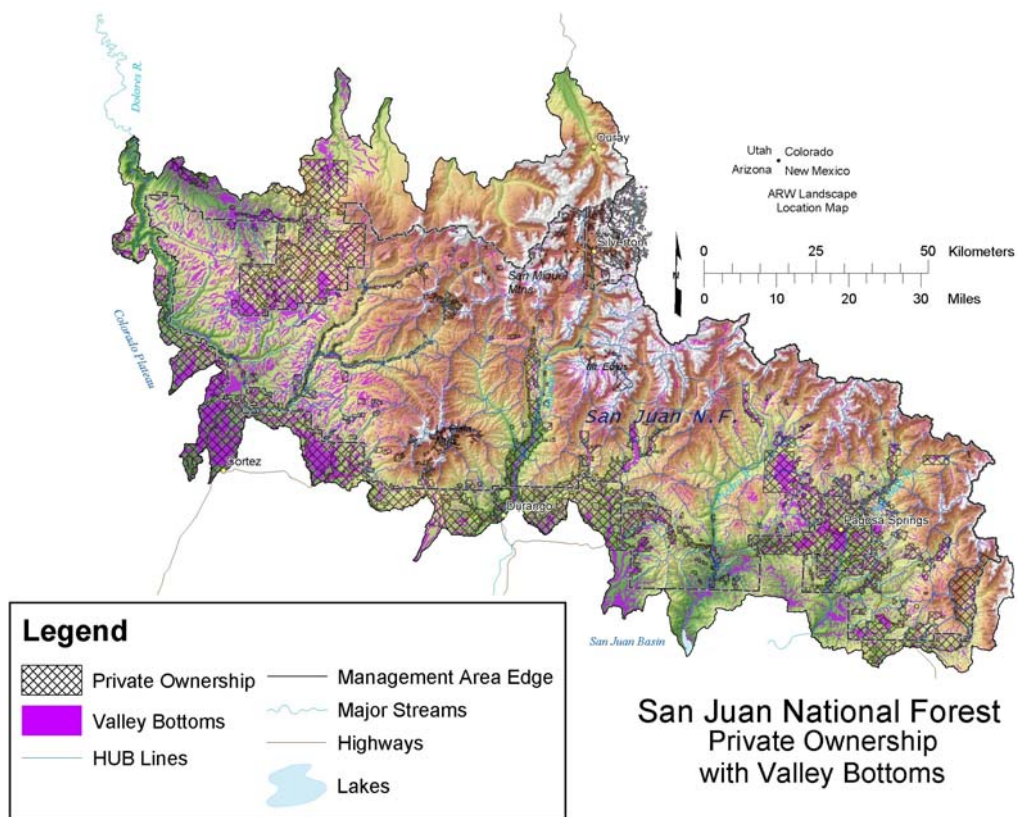 Dolores R.
Ouray
Utah
Colorado
Arizona
New Mexico
ARW Landscape
Location Map
Silverton
0 25 50 Kilometers
N
0 10 20 30 Miles
San Miguel
Mtns.
Colorado Plateau
Mt. Eolus
San Juan N.F.
Cortez
Durango
Pagosa Springs
San Juan Basin
Legend
Private Ownership
Valley Bottoms
HUB Lines
Management Area Edge
Major Streams
Highways
Lakes
San Juan National Forest
Private Ownership
with Valley Bottoms